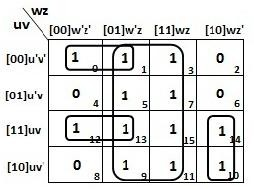 wz
uv
[00]w'z' [01]w'z [11]wz [10]wz'
[00]u'v' 1 0 1 1 1 3 0 2
[01]u'v 0 4 1 5 1 7 0 6
[11]uv 1 12 1 13 1 15 1 14
[10]uv' 0 8 1 9 1 11 1 10